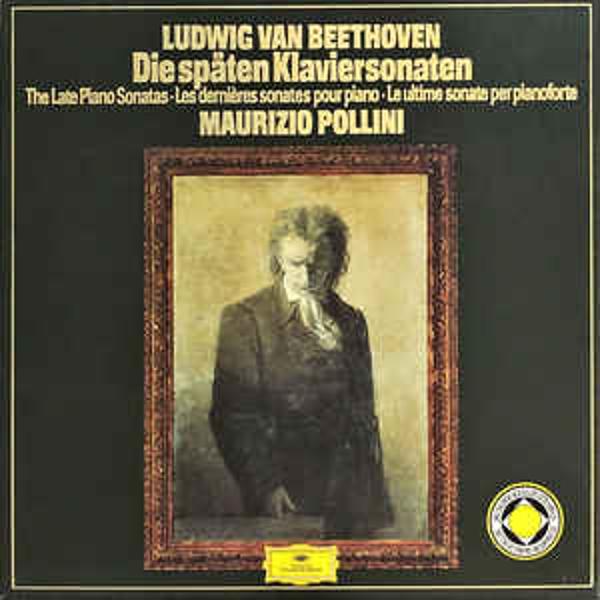 LUDWIG VAN BEETHOVEN
Die späten Klaviersonaten
The Late Piano Sonatas · Les dernières sonates pour piano · Le ultime sonate per pianoforte
MAURIZIO POLLINI